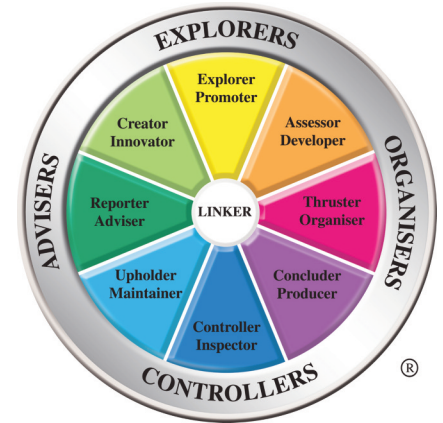 EXPLORERS
Explorer
Promoter
Creator
Innovator
Assessor
Developer
ADVISERS
Reporter
Adviser
LINKER
Thruster
Organiser
ORGANISERS
Upholder
Maintainer
Concluder
Producer
Controller
Inspector
CONTROLLERS
®